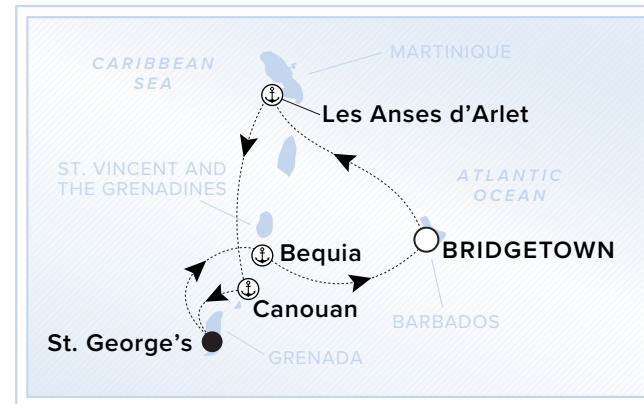 CARIBBEAN
SEA
MARTINIQUE
Les Anses d’Arlet
ST. VINCENT AND
THE GRENADINES
ATLANTIC
OCEAN
Bequia
BRIDGETOWN
Canouan
BARBADOS
St. George’s
GRENADA